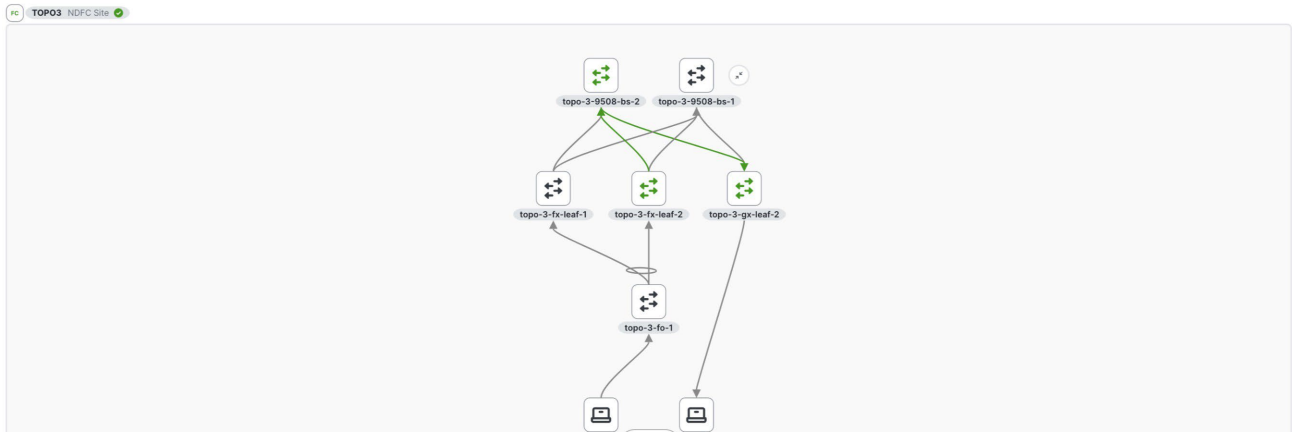 FC TOPO3 NDFC Site
topo-3-9508-bs-2 topo-3-9508-bs-1
topo-3-fx-leaf-1 topo-3-fx-leaf-2 topo-3-gx-leaf-2
topo-3-fo-1